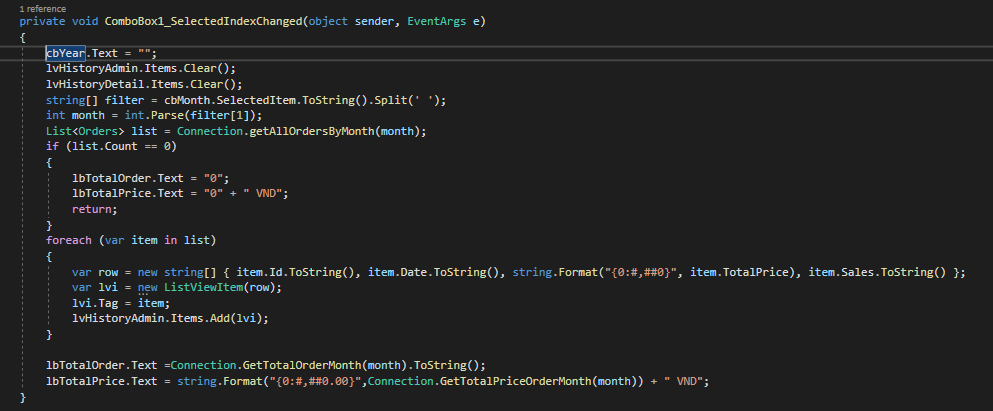 1 reference
private void ComboBox1_SelectedIndexChanged(object sender, EventArgs e)
{
cbYear.Text = "";
lvHistoryAdmin.Items.Clear();
lvHistoryDetail.Items.Clear();
string[] filter = cbMonth.SelectedItem.ToString().Split(' ');
int month = int.Parse(filter[1]);
List<Orders> list = Connection.getAllOrdersByMonth(month);
if (list.Count == 0)
{
lbTotalOrder.Text = "0";
lbTotalPrice.Text = "0" + " VND";
return;
}
foreach (var item in list)
{
var row = new string[] { item.Id.ToString(), item.Date.ToString(), string.Format("{0:#,##0}", item.TotalPrice), item.Sales.ToString() };
var lvi = new ListViewItem(row);
lvi.Tag = item;
lvHistoryAdmin.Items.Add(lvi);
}
lbTotalOrder.Text =Connection.GetTotalOrderMonth(month).ToString();
lbTotalPrice.Text = string.Format("{0:#,##0.00}",Connection.GetTotalPriceOrderMonth(month)) + " VND";
}